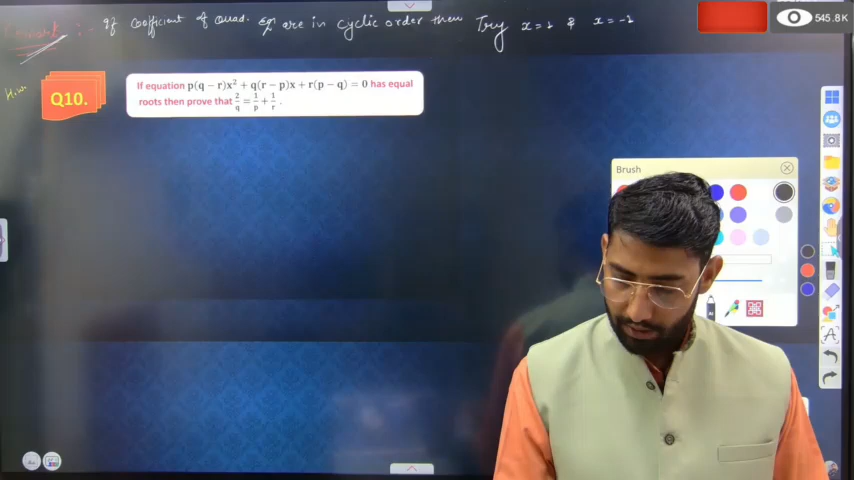 Remark :- If coefficient of Quad. Eqn are in cyclic order then Try x=1 & x=-1
545.8K
H.w.
Q10.
If equation p(q − r)x² + q(r − p)x + r(p − q) = 0 has equal
roots then prove that 2/q = 1/p + 1/r .
Brush